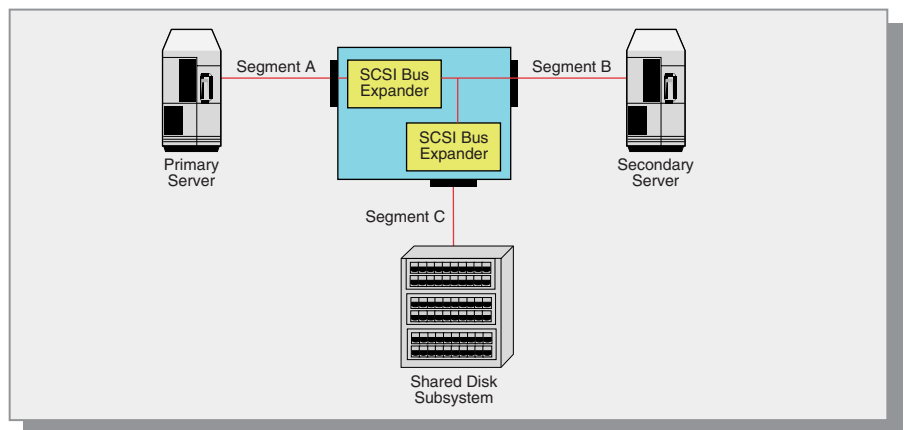 Segment A
SCSI Bus
Expander
Segment B
SCSI Bus
Expander
Primary
Server
Secondary
Server
Segment C
Shared Disk
Subsystem